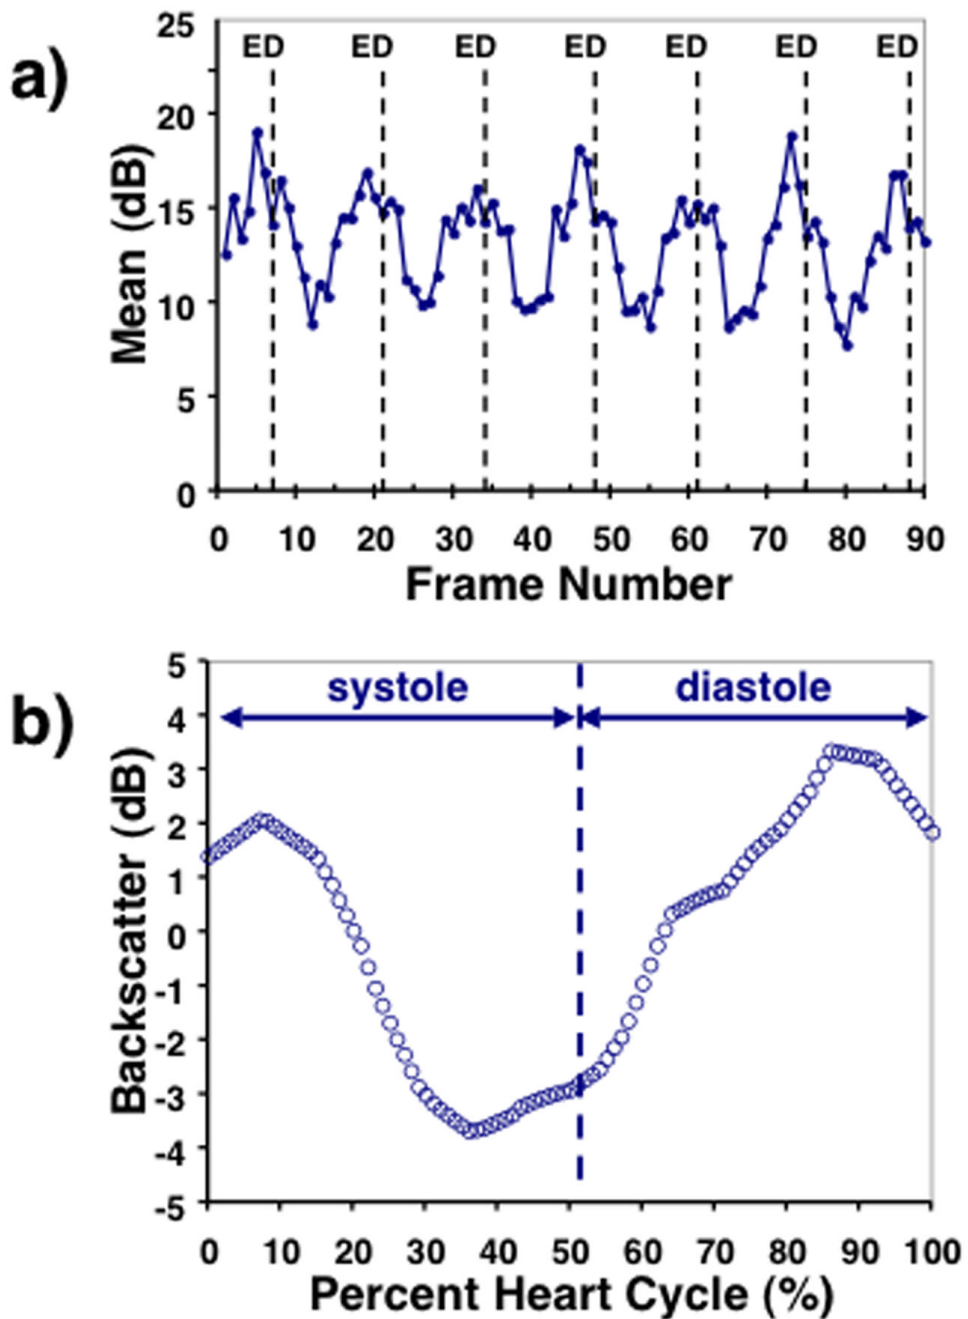 a)
25
20
15
10
5
0
Mean (dB)
ED ED ED ED ED ED ED
0 10 20 30 40 50 60 70 80 90
Frame Number
b)
5
4
3
2
1
0
-1
-2
-3
-4
-5
Backscatter (dB)
systole diastole
0 10 20 30 40 50 60 70 80 90 100
Percent Heart Cycle (%)